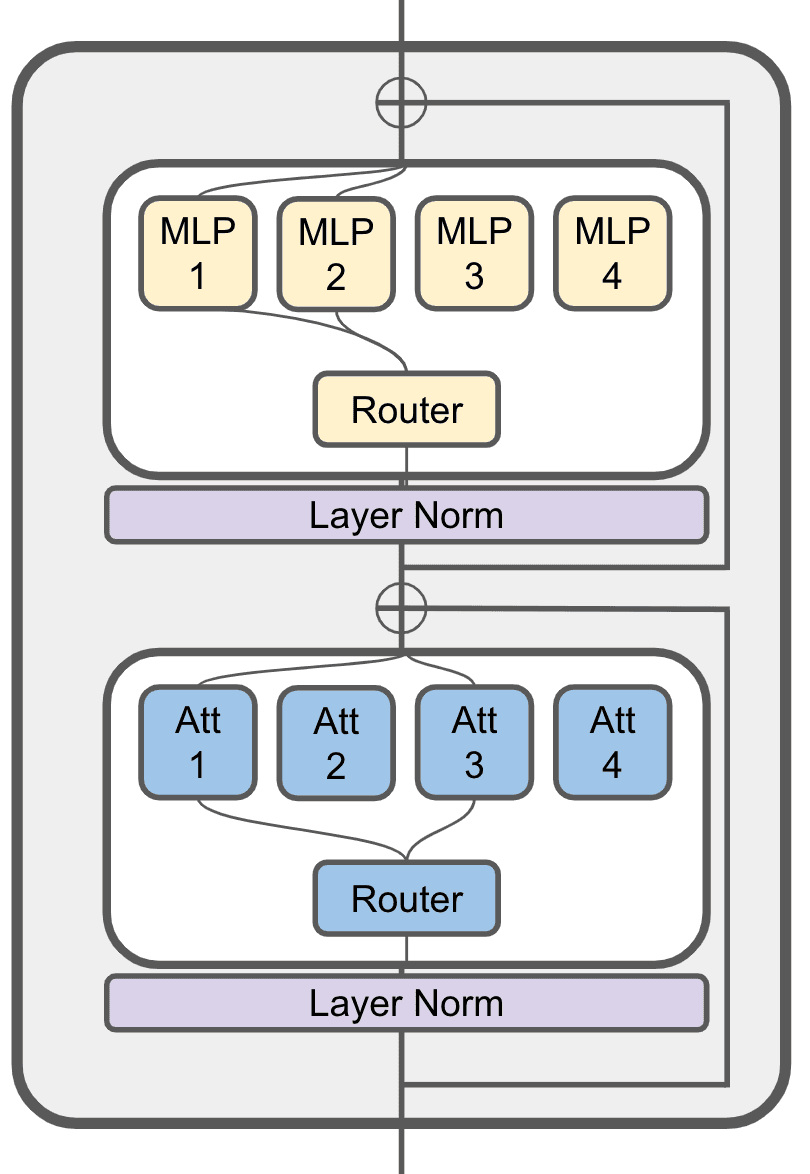 MLP
1
MLP
2
MLP
3
MLP
4
Router
Layer Norm
Att
1
Att
2
Att
3
Att
4
Router
Layer Norm